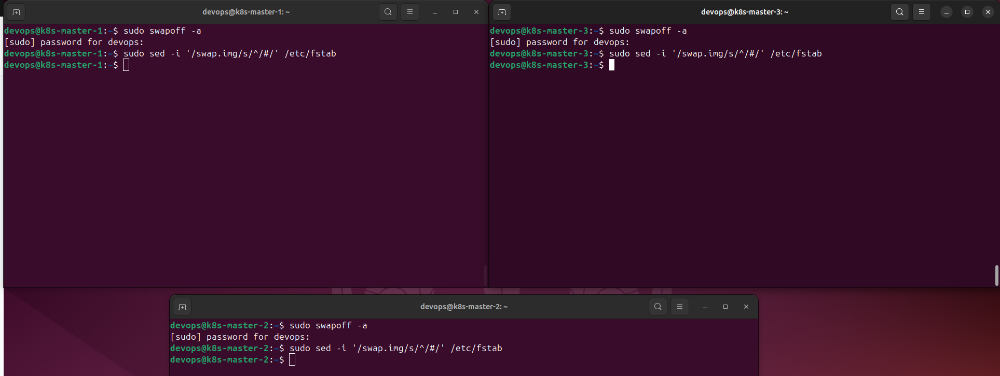 devops@k8s-master-1: ~
devops@k8s-master-1:~$ sudo swapoff -a
[sudo] password for devops:
devops@k8s-master-1:~$ sudo sed -i '/swap.img/s/^/#/' /etc/fstab
devops@k8s-master-1:~$
devops@k8s-master-3: ~
devops@k8s-master-3:~$ sudo swapoff -a
[sudo] password for devops:
devops@k8s-master-3:~$ sudo sed -i '/swap.img/s/^/#/' /etc/fstab
devops@k8s-master-3:~$
devops@k8s-master-2: ~
devops@k8s-master-2:~$ sudo swapoff -a
[sudo] password for devops:
devops@k8s-master-2:~$ sudo sed -i '/swap.img/s/^/#/' /etc/fstab
devops@k8s-master-2:~$